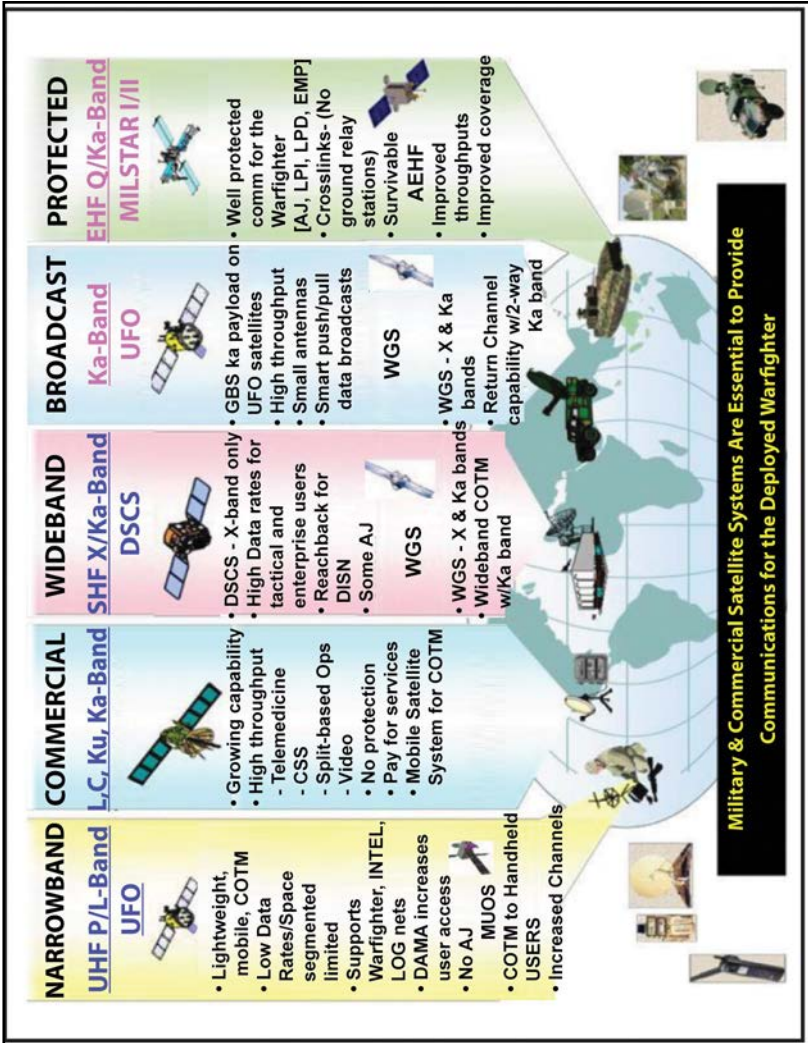 NARROWBAND
UHF P/L-Band
UFO
• Lightweight,
mobile, COTM
• Low Data
Rates/Space
segmented
limited
• Supports
Warfighter, INTEL,
LOG nets
• DAMA increases
user access
• No AJ
MUOS
• COTM to Handheld
USERS
• Increased Channels
COMMERCIAL
L,C, Ku, Ka-Band
• Growing capability
• High throughput
- Telemedicine
- CSS
- Split-based Ops
- Video
• No protection
• Pay for services
• Mobile Satellite
System for COTM
WIDEBAND
SHF X/Ka-Band
DSCS
• DSCS - X-band only
• High Data rates for
tactical and
enterprise users
• Reachback for
DISN
• Some AJ
WGS
• WGS - X & Ka bands
• Wideband COTM
w/Ka band
BROADCAST
Ka-Band
UFO
• GBS ka payload on
UFO satellites
• High throughput
• Small antennas
• Smart push/pull
data broadcasts
WGS
• WGS - X & Ka
bands
• Return Channel
capability w/2-way
Ka band
PROTECTED
EHF Q/Ka-Band
MILSTAR I/II
• Well protected
comm for the
Warfighter
[AJ, LPI, LPD, EMP]
• Crosslinks- (No
ground relay
stations)
• Survivable
AEHF
• Improved
throughputs
• Improved coverage
Military & Commercial Satellite Systems Are Essential to Provide
Communications for the Deployed Warfighter